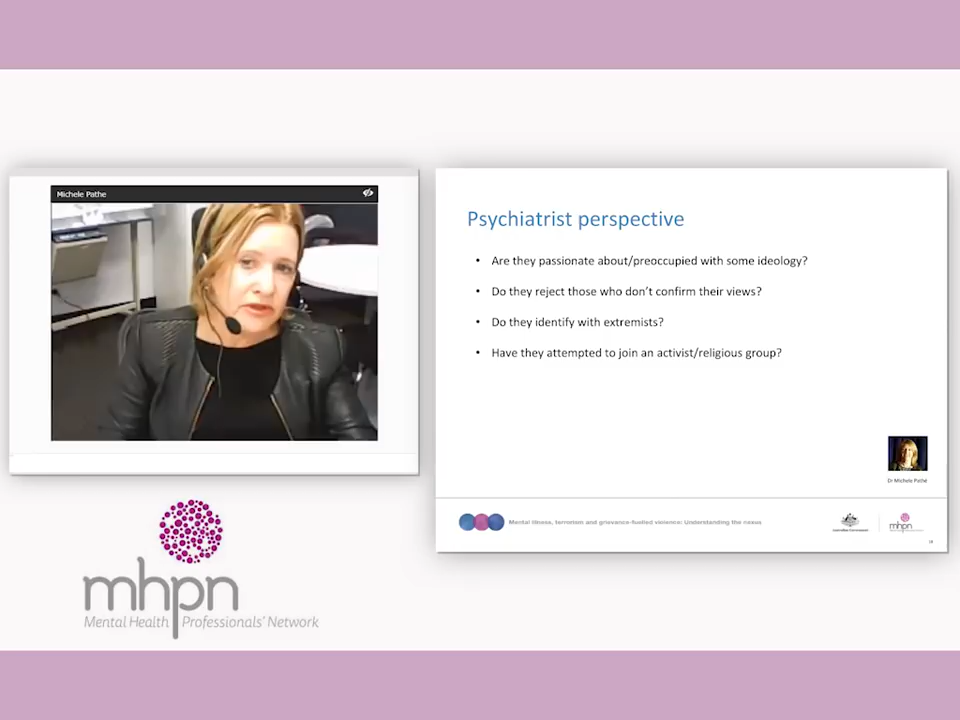 Michele Pathe
Psychiatrist perspective
• Are they passionate about/preoccupied with some ideology?
• Do they reject those who don't confirm their views?
• Do they identify with extremists?
• Have they attempted to join an activist/religious group?
Dr Michele Pathé
Mental illness, terrorism and grievance-fuelled violence: Understanding the nexus
Australian Government
mhpn
mhpn
Mental Health Professionals' Network